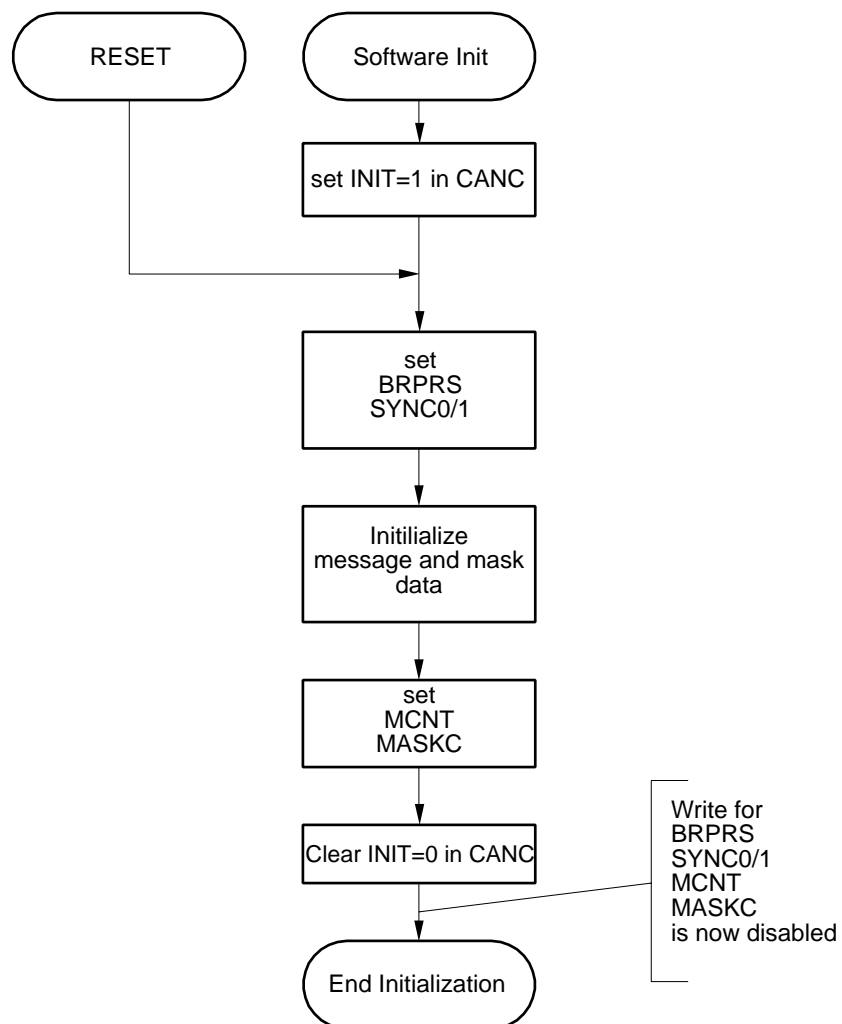 RESET
Software Init
set INIT=1 in CANC
set
BRPRS
SYNC0/1
Initilialize
message and mask
data
set
MCNT
MASKC
Clear INIT=0 in CANC
Write for
BRPRS
SYNC0/1
MCNT
MASKC
is now disabled
End Initialization